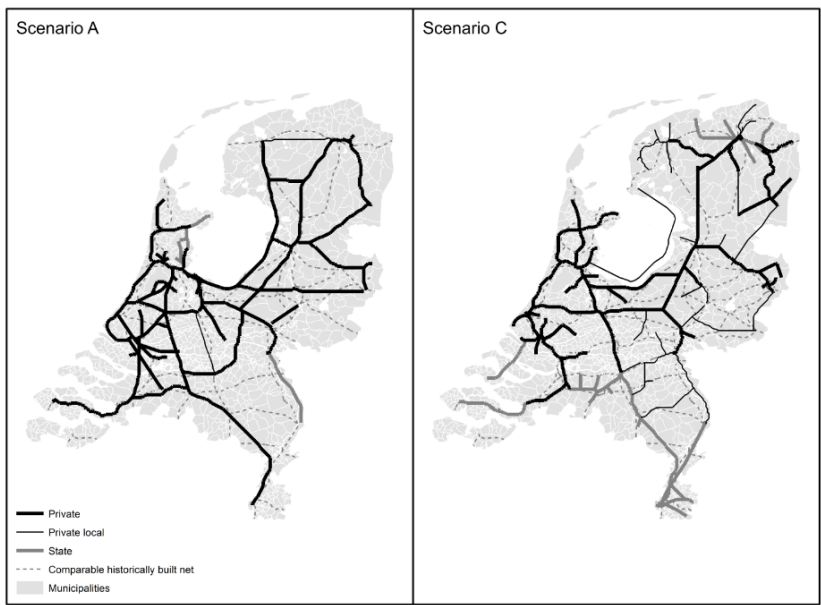 Scenario A
Scenario C
Private
Private local
State
Comparable historically built net
Municipalities